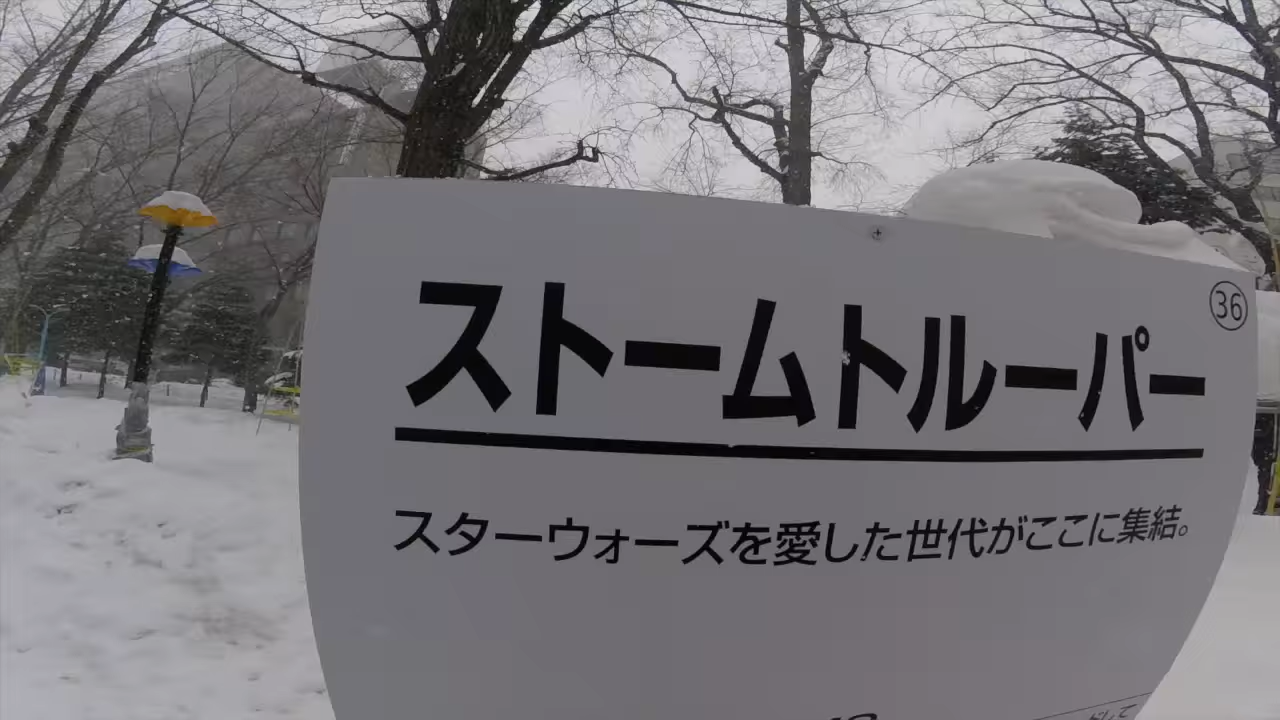 ㊱
ストームトルーパー
スターウォーズを愛した世代がここに集結。